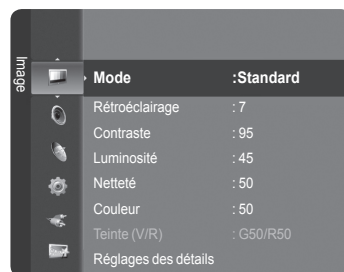 Image
Mode :Standard
Rétroéclairage : 7
Contraste : 95
Luminosité : 45
Netteté : 50
Couleur : 50
Teinte (V/R) : G50/R50
Réglages des détails